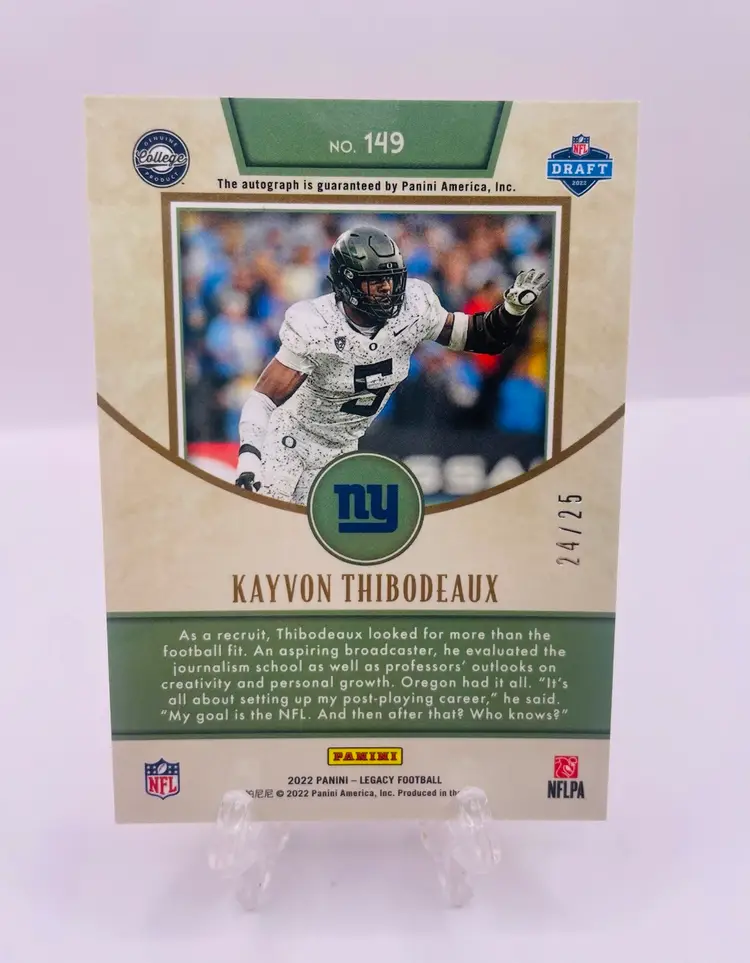 NO. 149
GENUINE
College
PRODUCT
NFL
DRAFT
2022
The autograph is guaranteed by Panini America, Inc.
5
ny
24/25
KAYVON THIBODEAUX
As a recruit, Thibodeaux looked for more than the
football fit. An aspiring broadcaster, he evaluated the
journalism school as well as professors' outlooks on
creativity and personal growth. Oregon had it all. "It's
all about setting up my post-playing career," he said.
"My goal is the NFL. And then after that? Who knows?"
PANINI
NFL
2022 PANINI – LEGACY FOOTBALL
尼尼 © 2022 Panini America, Inc. Produced in the
NFLPA